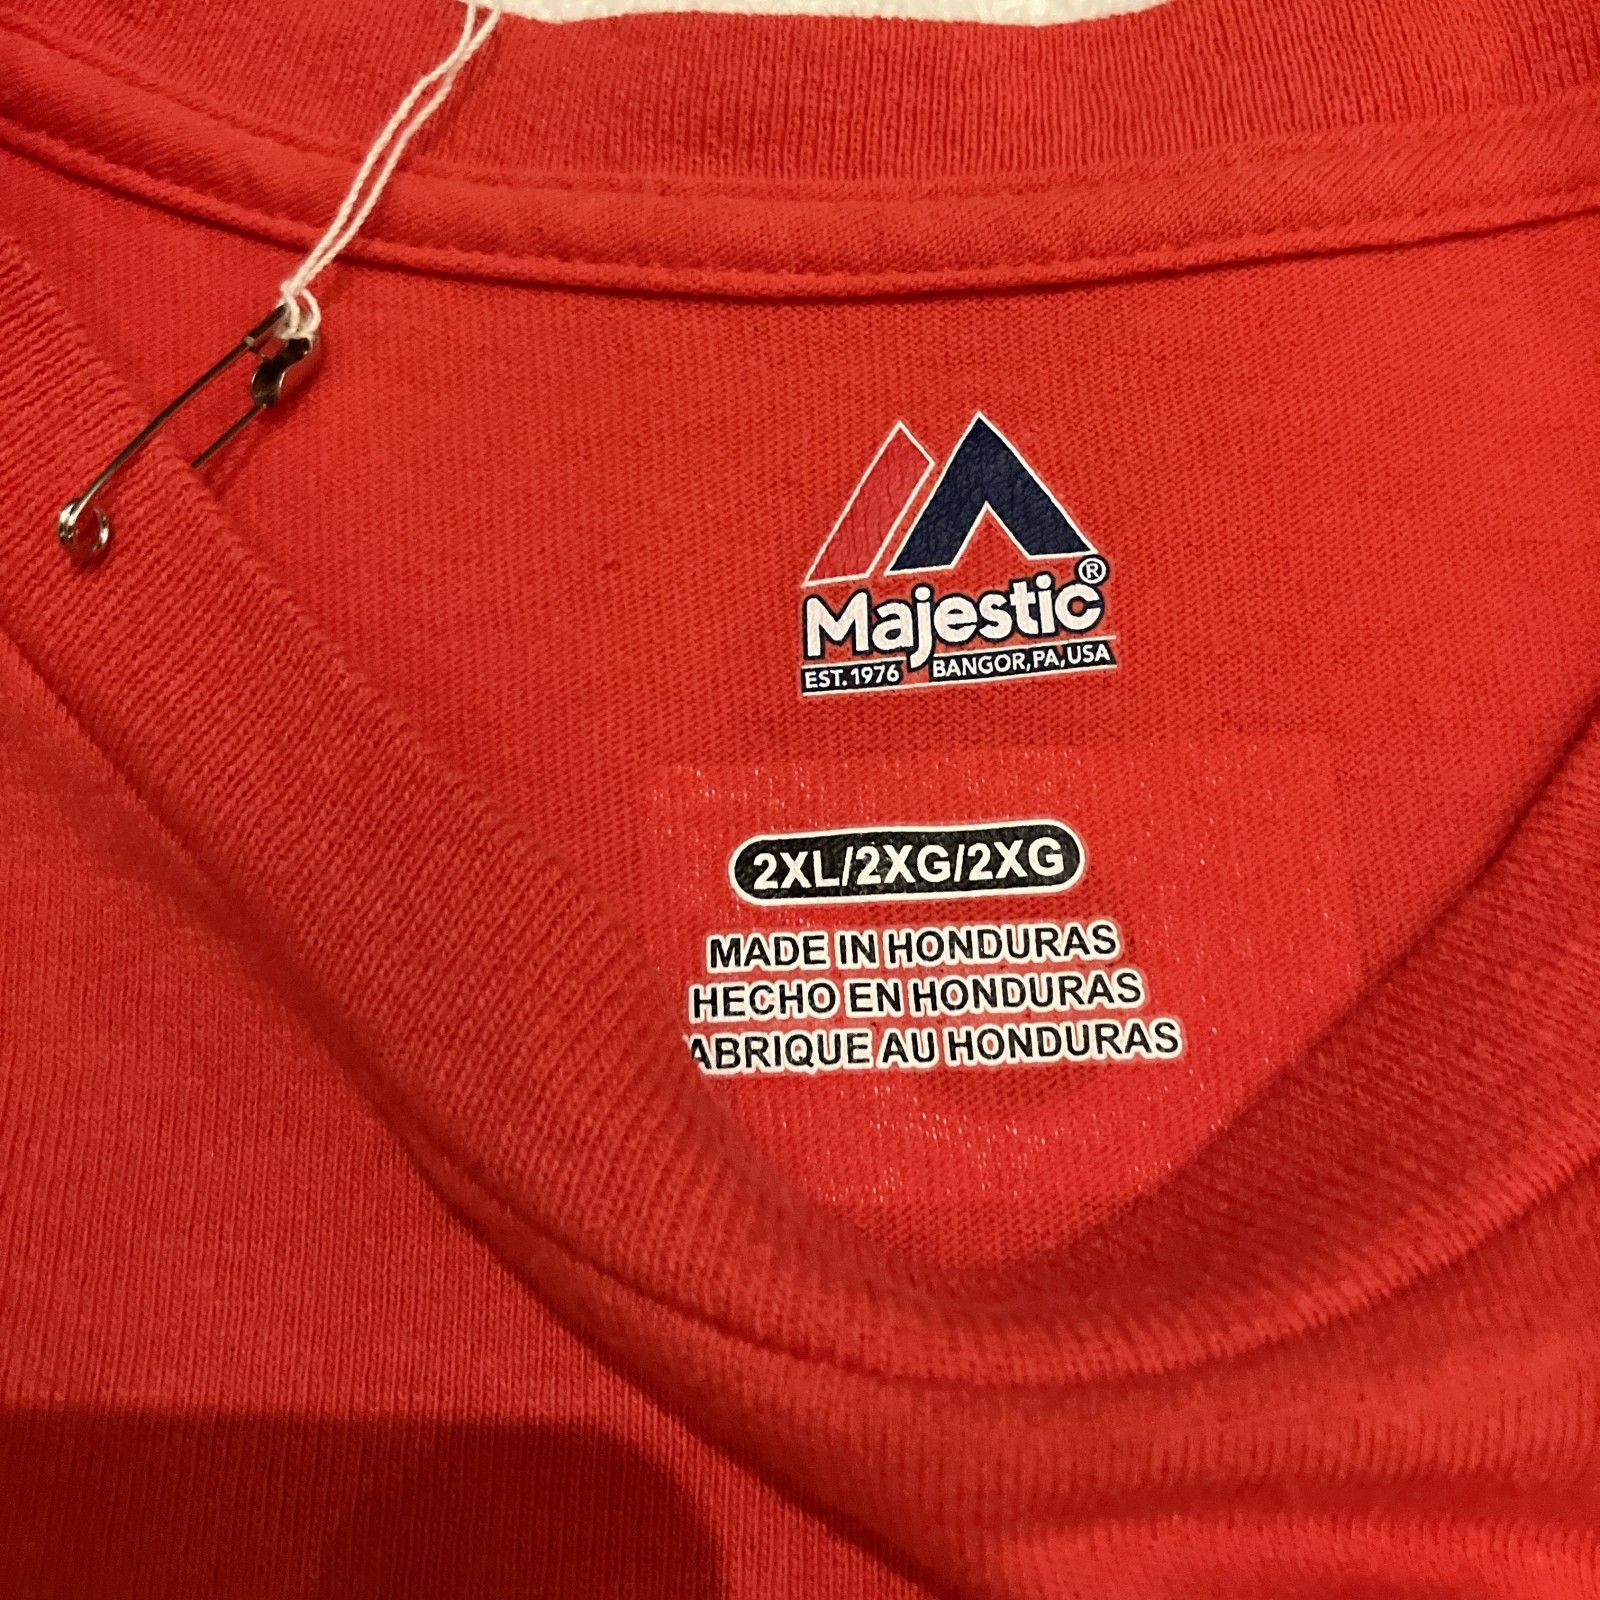 Majestic®
EST. 1976 BANGOR, PA, USA
2XL/2XG/2XG
MADE IN HONDURAS
HECHO EN HONDURAS
ABRIQUE AU HONDURAS